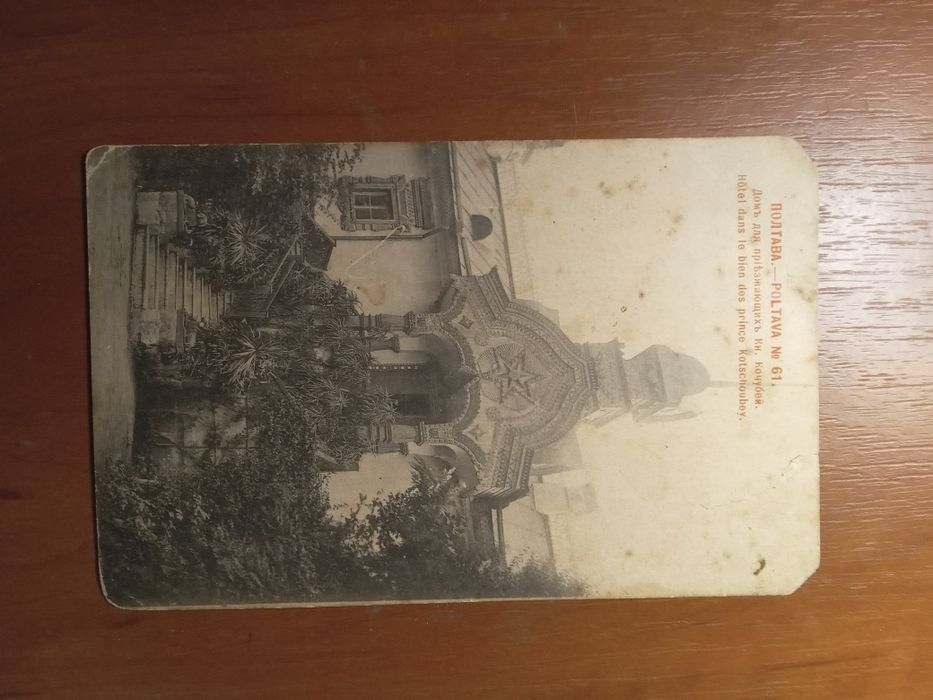 ПОЛТАВА.—POLTAVA № 61.
Домъ для пріѣзжающихъ Кн. Кочубей.
Hôtel dans le bien des prince Kotschoubey.